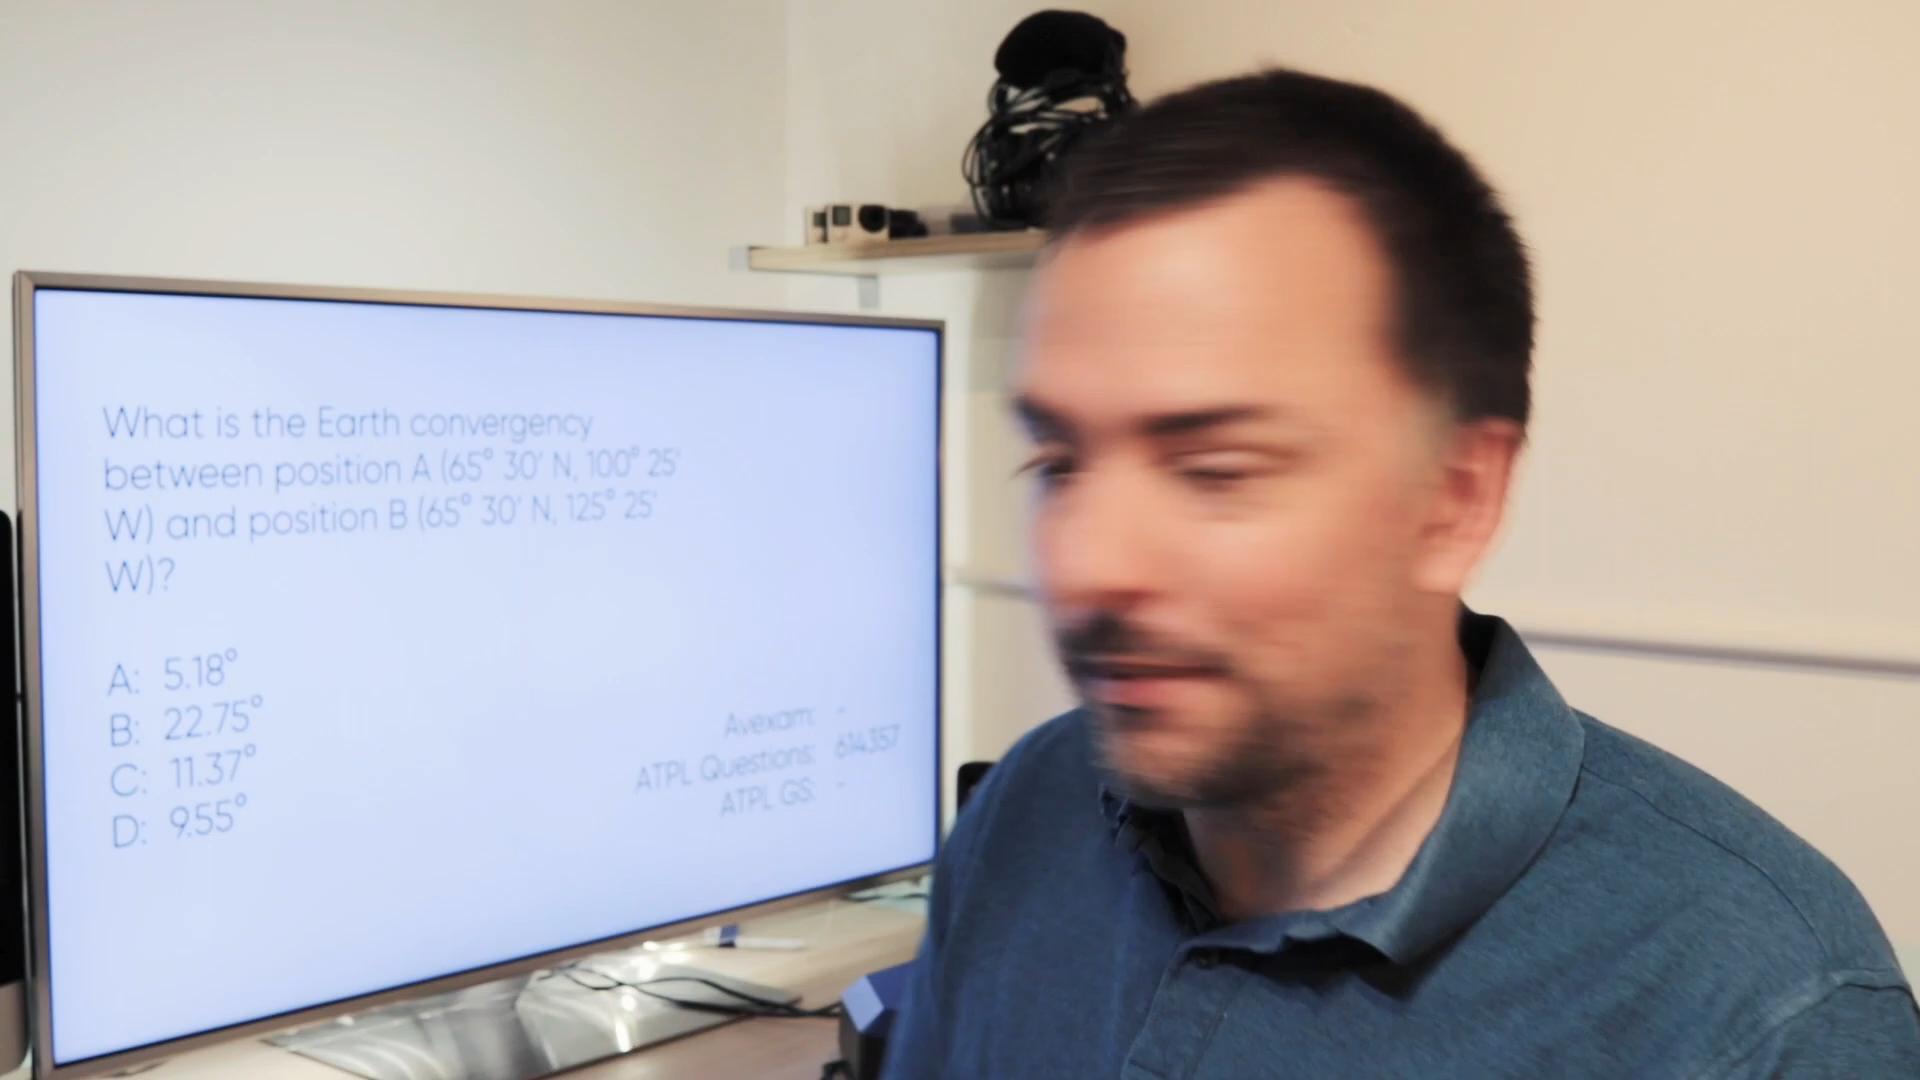 What is the Earth convergency
between position A (65° 30' N, 100° 25'
W) and position B (65° 30' N, 125° 25'
W)?
A: 5.18°
B: 22.75°
C: 11.37°
D: 9.55°
Avexam: -
ATPL Questions: 614357
ATPL GS: -